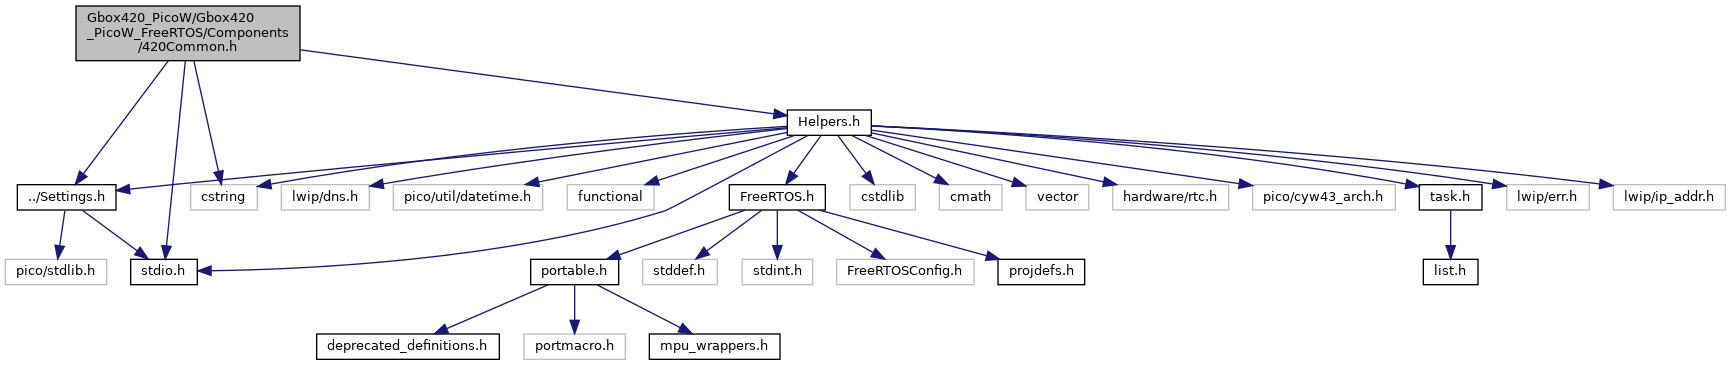 Gbox420_PicoW/Gbox420
_PicoW_FreeRTOS/Components
/420Common.h
Helpers.h
../Settings.h
cstring
lwip/dns.h
pico/util/datetime.h
functional
FreeRTOS.h
cstdlib
cmath
vector
hardware/rtc.h
pico/cyw43_arch.h
task.h
lwip/err.h
lwip/ip_addr.h
pico/stdlib.h
stdio.h
portable.h
stddef.h
stdint.h
FreeRTOSConfig.h
projdefs.h
list.h
deprecated_definitions.h
portmacro.h
mpu_wrappers.h